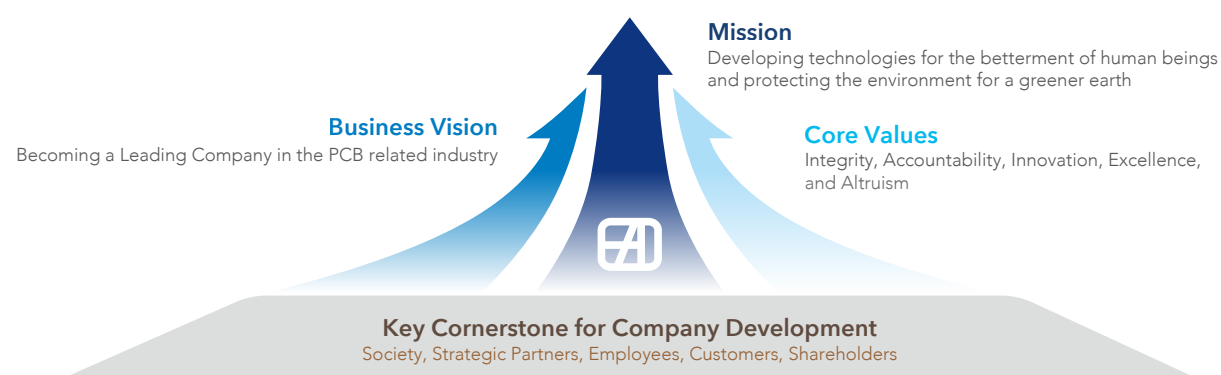 Mission
Developing technologies for the betterment of human beings
and protecting the environment for a greener earth
Business Vision
Becoming a Leading Company in the PCB related industry
Core Values
Integrity, Accountability, Innovation, Excellence,
and Altruism
Key Cornerstone for Company Development
Society, Strategic Partners, Employees, Customers, Shareholders